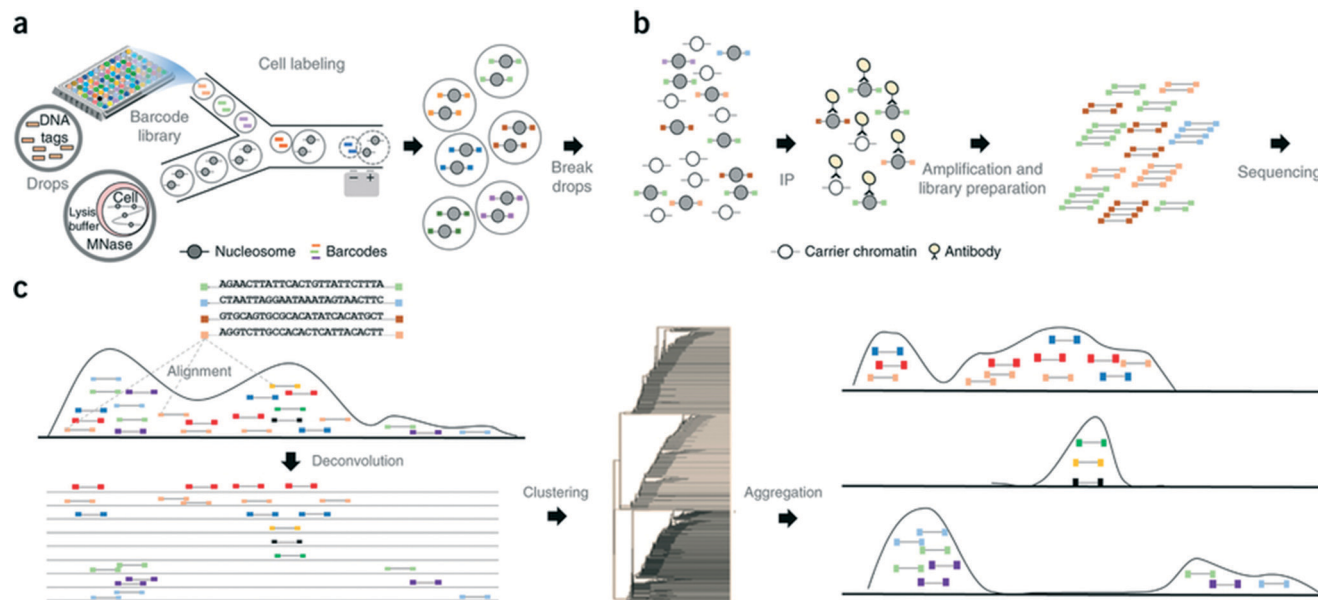 a
Cell labeling
DNA
tags
Barcode
library
Drops
Cell
Lysis
buffer
MNase
− +
Nucleosome
Barcodes
Break
drops
b
IP
Amplification and
library preparation
Sequencing
Carrier chromatin
Antibody
c
AGAACTTATTCACTGTTATTCTTTA
CTAATTAGGAATAAATAGTAACTTC
GTGCAGTGCGCACATATCACATGCT
AGGTCTTGCCACACTCATTACACTT
Alignment
Deconvolution
Clustering
Aggregation